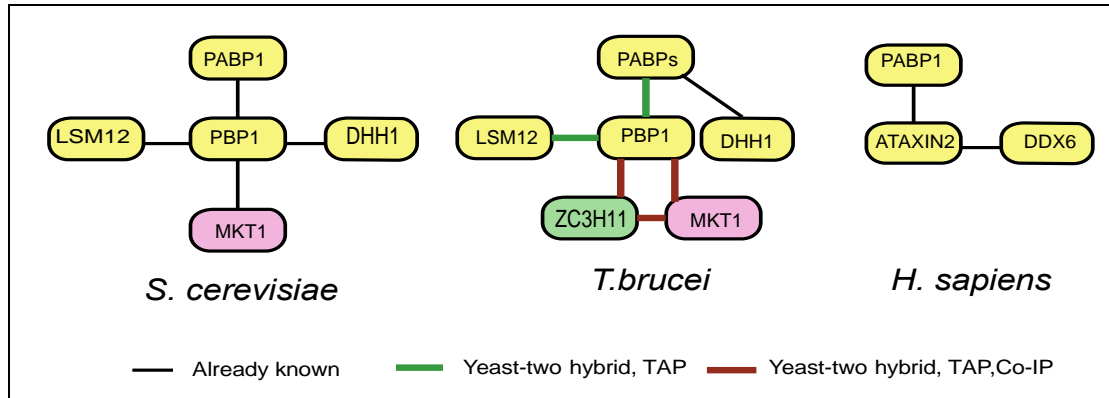 PABP1
LSM12
PBP1
DHH1
MKT1
S. cerevisiae
PABPs
LSM12
PBP1
DHH1
ZC3H11
MKT1
T.brucei
PABP1
ATAXIN2
DDX6
H. sapiens
Already known
Yeast-two hybrid, TAP
Yeast-two hybrid, TAP,Co-IP